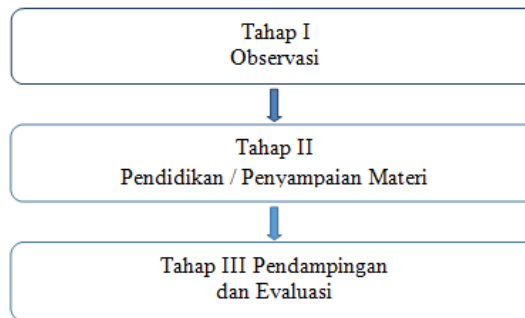 Tahap I
Observasi
Tahap II
Pendidikan / Penyampaian Materi
Tahap III Pendampingan
dan Evaluasi